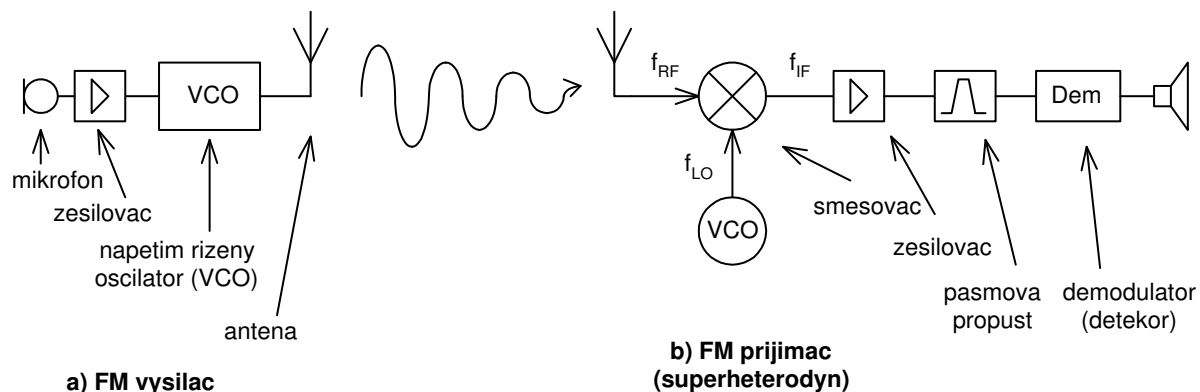 VCO
mikrofon
zesilovac
napetim rizeny
oscilator (VCO)
antena
a) FM vysilac
f_RF
f_IF
Dem
f_LO
VCO
smesovac
zesilovac
pasmova
propust
demodulator
(detekor)
b) FM prijimac
(superheterodyn)